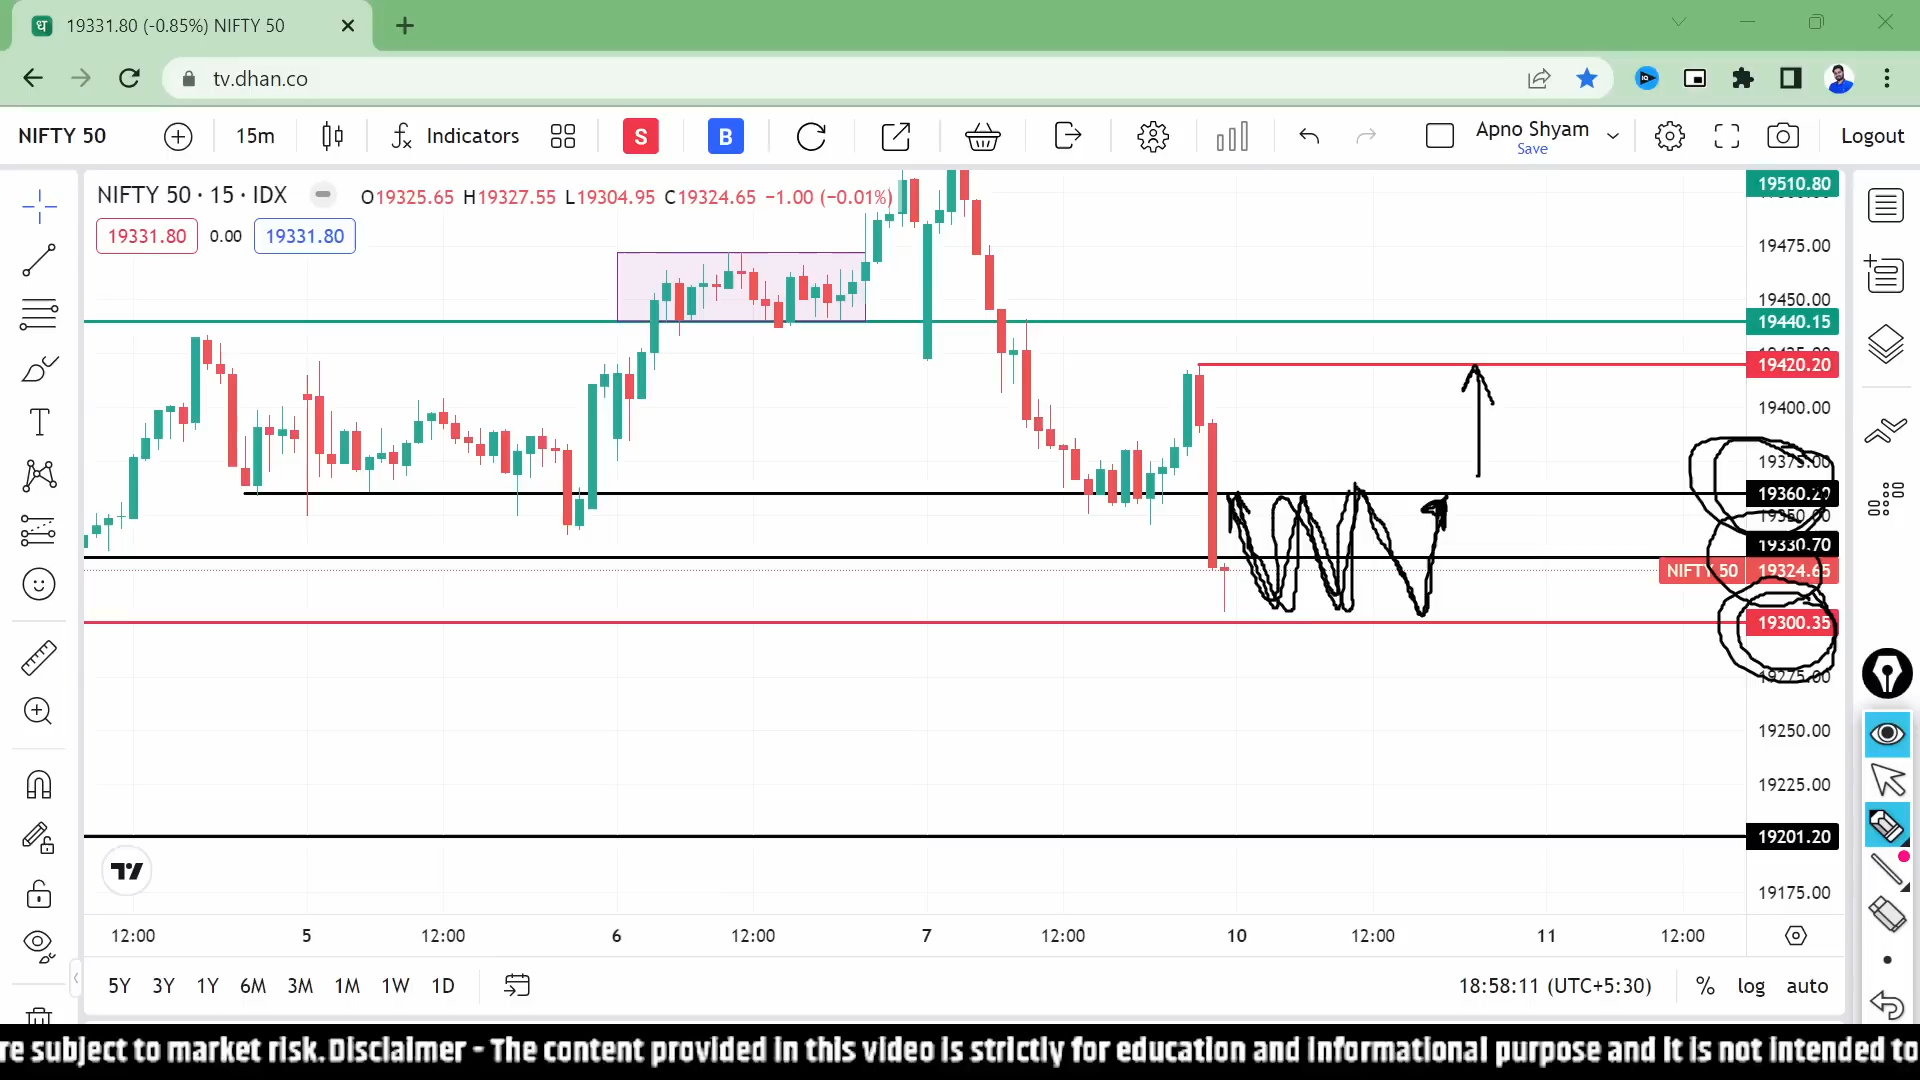 19331.80 (-0.85%) NIFTY 50
tv.dhan.co
NIFTY 50
15m
Indicators
S
B
Apno Shyam
Save
Logout
NIFTY 50 · 15 · IDX
O19325.65 H19327.55 L19304.95 C19324.65 −1.00 (−0.01%)
19331.80 0.00 19331.80
19510.80
19475.00
19450.00
19440.15
19420.20
19400.00
19375.00
19360.20
19350.00
19330.70
NIFTY 50 19324.65
19300.35
19275.00
19250.00
19225.00
19201.20
19175.00
12:00 5 12:00 6 12:00 7 12:00 10 12:00 11 12:00
5Y 3Y 1Y 6M 3M 1M 1W 1D
18:58:11 (UTC+5:30) % log auto
re subject to market risk.Disclaimer - The content provided in this video is strictly for education and informational purpose and it is not intended to